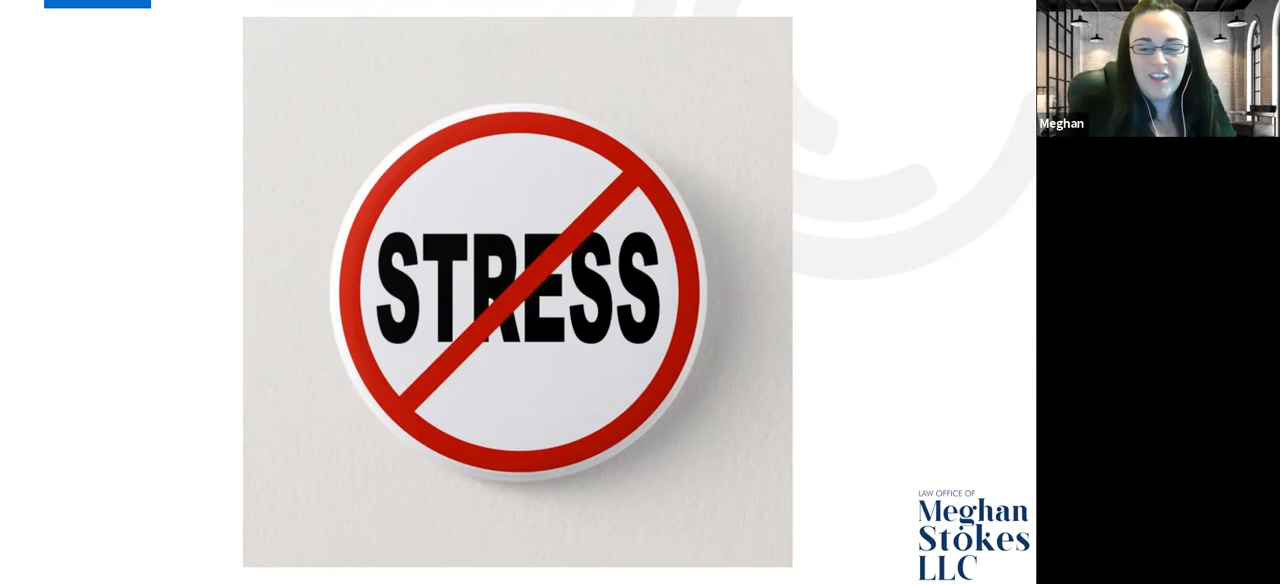 STRESS
Meghan
LAW OFFICE OF
Meghan
Stokes
LLC